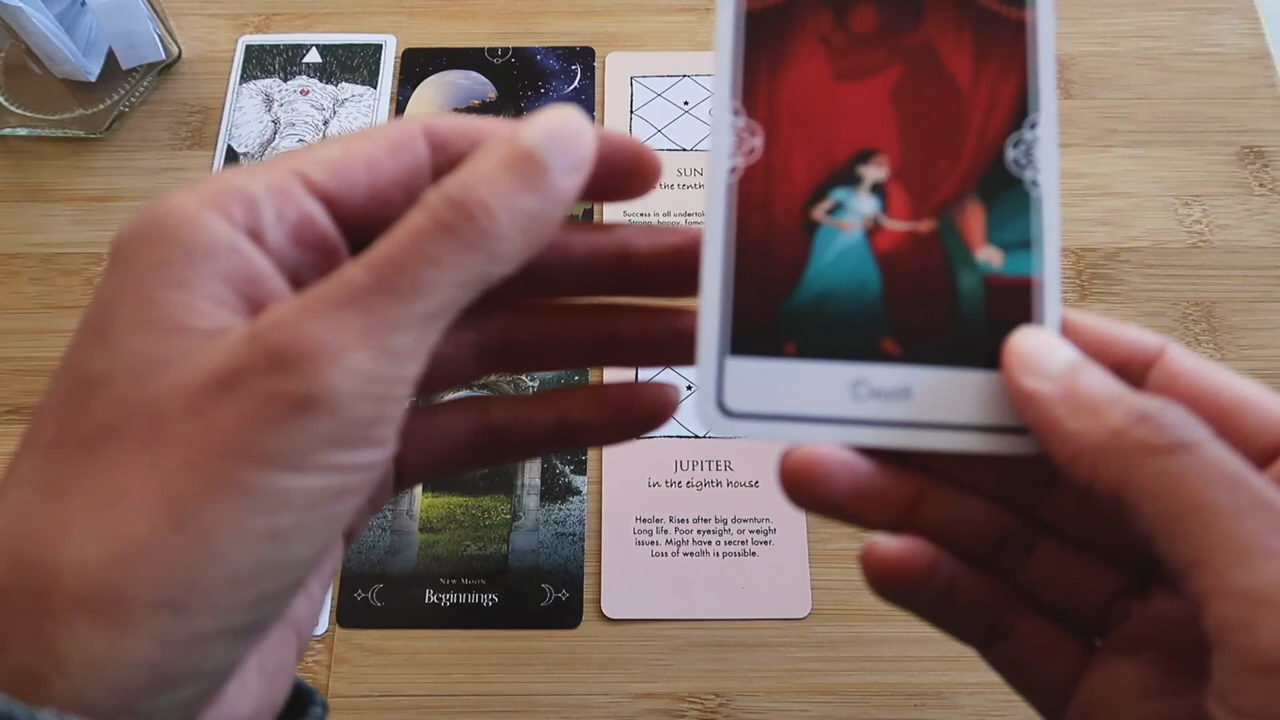 SUN
the tenth
Success in all undertak
Strong, happy, famo
JUPITER
in the eighth house
Healer. Rises after big downturn.
Long life. Poor eyesight, or weight
issues. Might have a secret lover.
Loss of wealth is possible.
New Moon
Beginnings